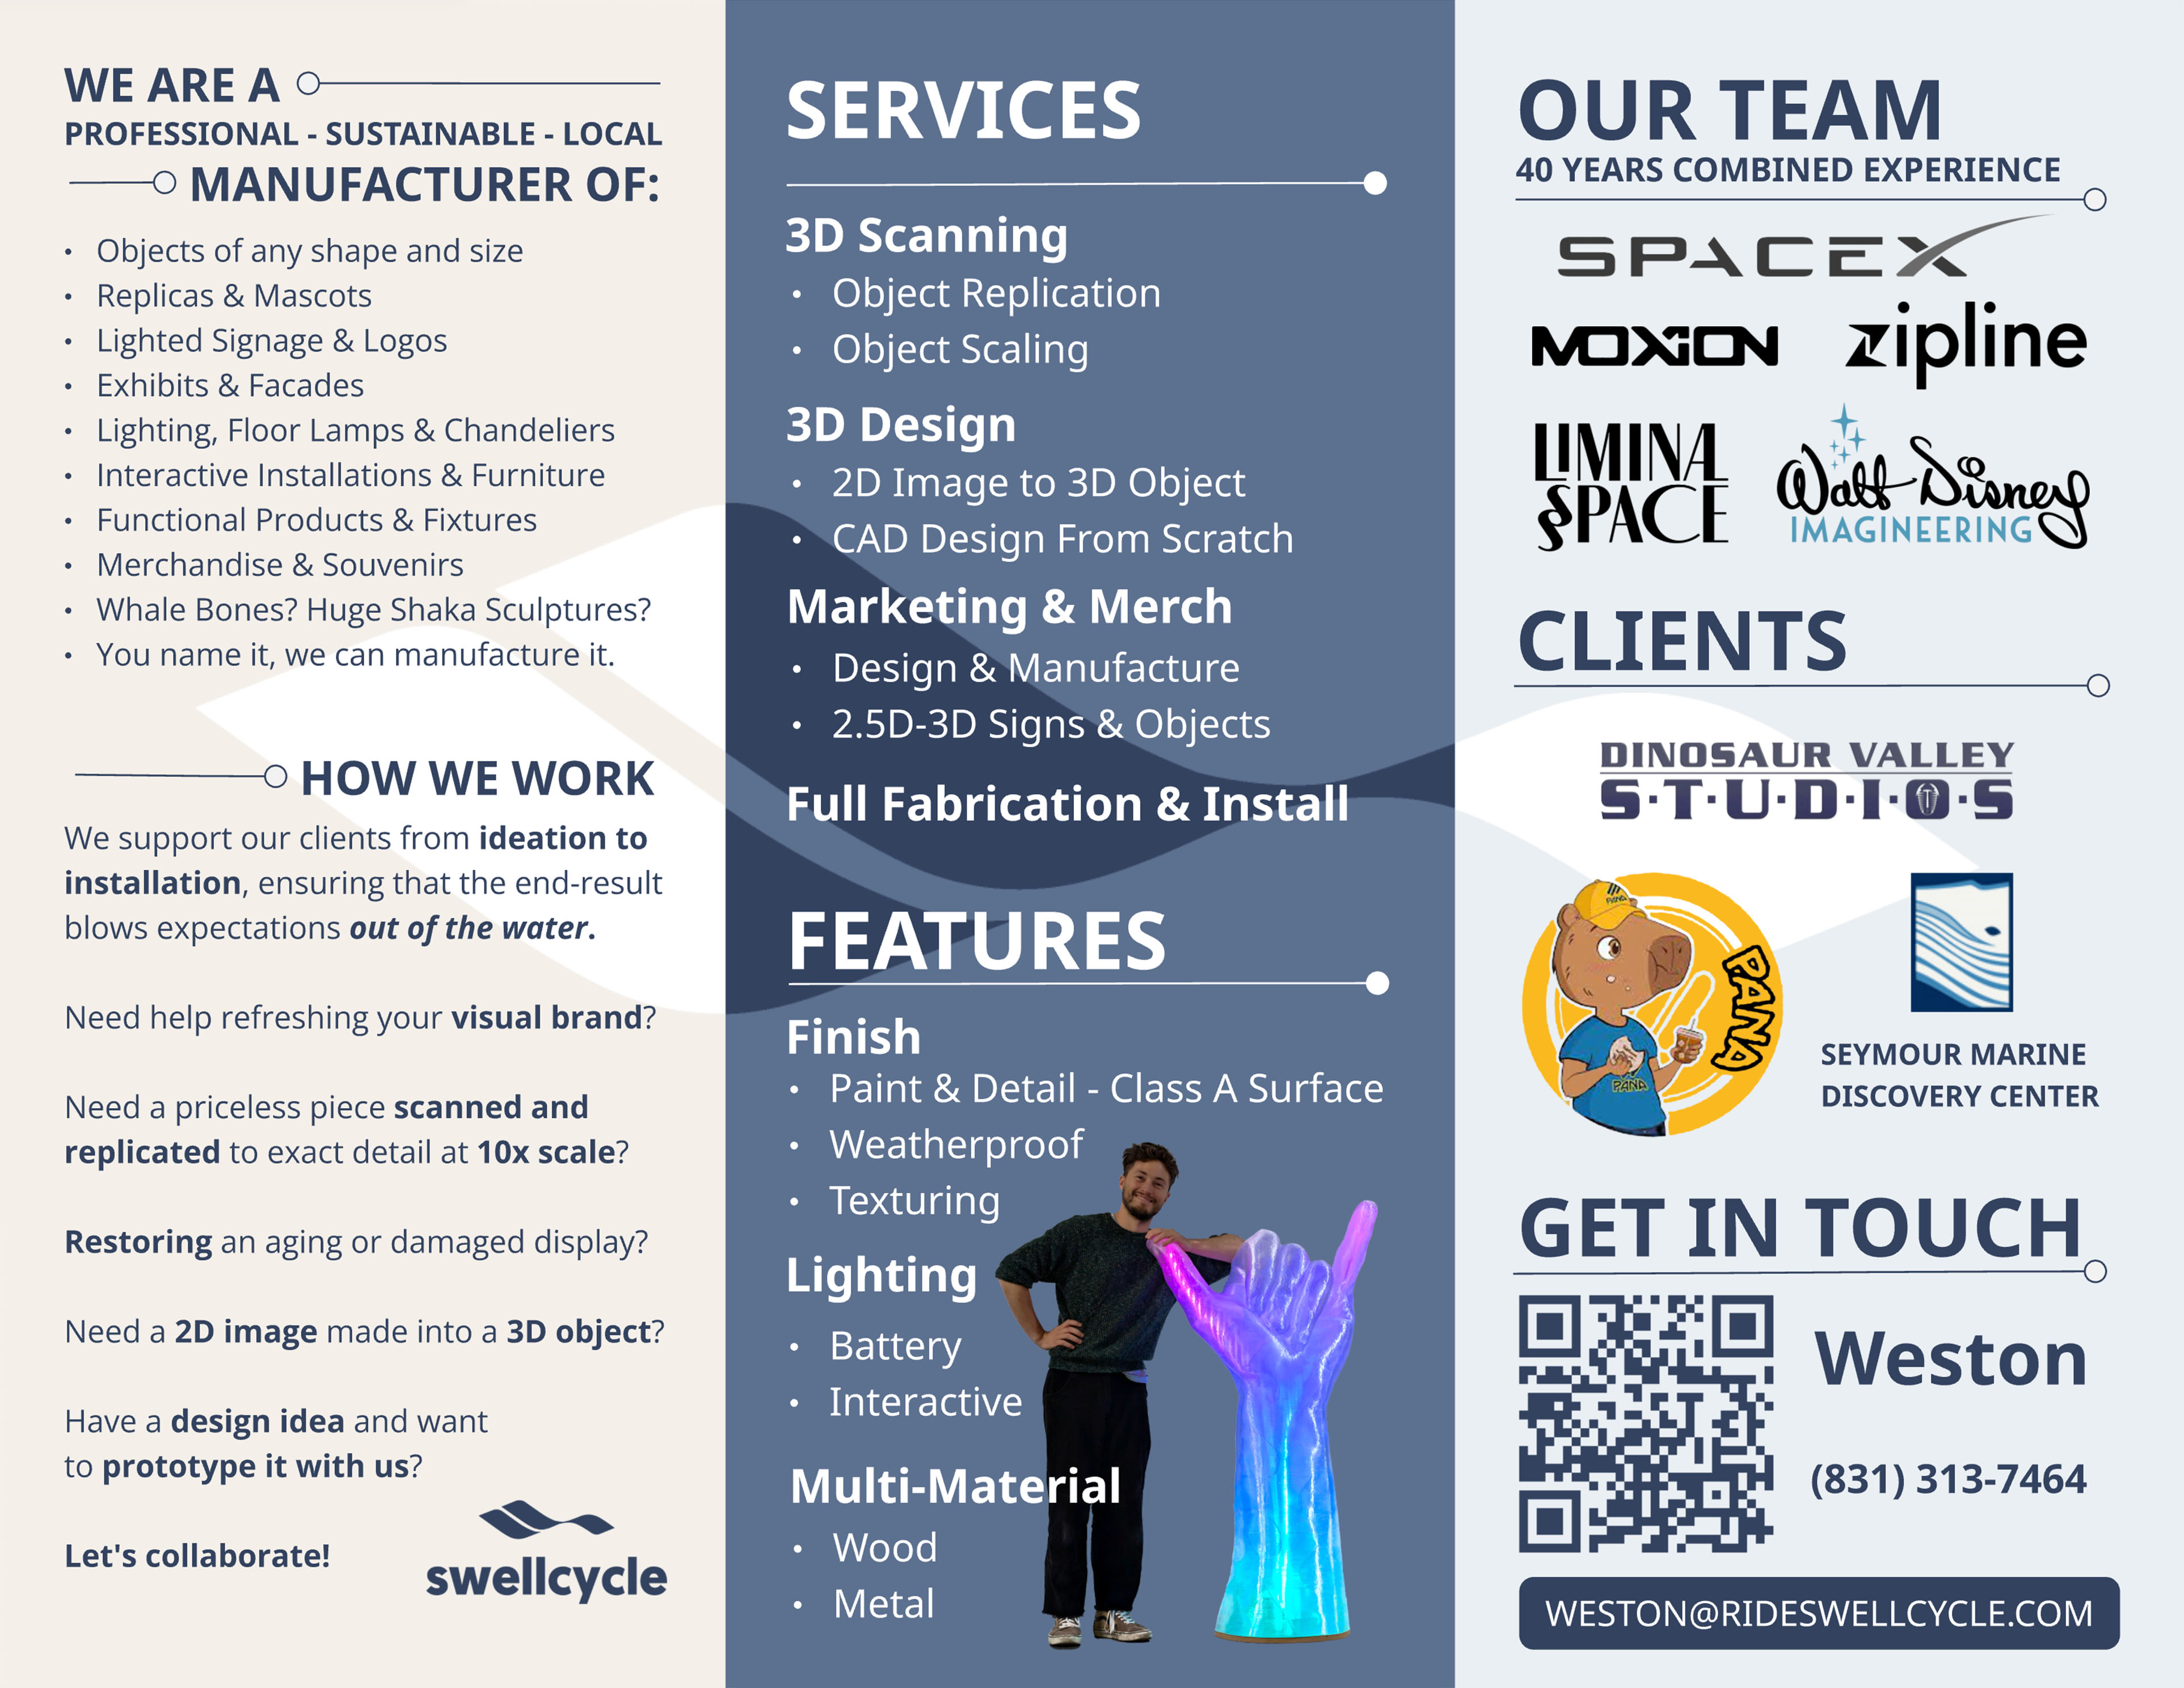 WE ARE A
PROFESSIONAL - SUSTAINABLE - LOCAL
MANUFACTURER OF:
• Objects of any shape and size
• Replicas & Mascots
• Lighted Signage & Logos
• Exhibits & Facades
• Lighting, Floor Lamps & Chandeliers
• Interactive Installations & Furniture
• Functional Products & Fixtures
• Merchandise & Souvenirs
• Whale Bones? Huge Shaka Sculptures?
• You name it, we can manufacture it.
HOW WE WORK
We support our clients from ideation to
installation, ensuring that the end-result
blows expectations out of the water.
Need help refreshing your visual brand?
Need a priceless piece scanned and
replicated to exact detail at 10x scale?
Restoring an aging or damaged display?
Need a 2D image made into a 3D object?
Have a design idea and want
to prototype it with us?
Let's collaborate!
swellcycle
SERVICES
3D Scanning
• Object Replication
• Object Scaling
3D Design
• 2D Image to 3D Object
• CAD Design From Scratch
Marketing & Merch
• Design & Manufacture
• 2.5D-3D Signs & Objects
Full Fabrication & Install
FEATURES
Finish
• Paint & Detail - Class A Surface
• Weatherproof
• Texturing
Lighting
• Battery
• Interactive
Multi-Material
• Wood
• Metal
OUR TEAM
40 YEARS COMBINED EXPERIENCE
SPACEX
MOXION
zipline
LIMINA
SPACE
Walt Disney
IMAGINEERING
CLIENTS
DINOSAUR VALLEY
S·T·U·D·I·O·S
PANA
PANA
PANA
SEYMOUR MARINE
DISCOVERY CENTER
GET IN TOUCH
Weston
(831) 313-7464
WESTON@RIDESWELLCYCLE.COM